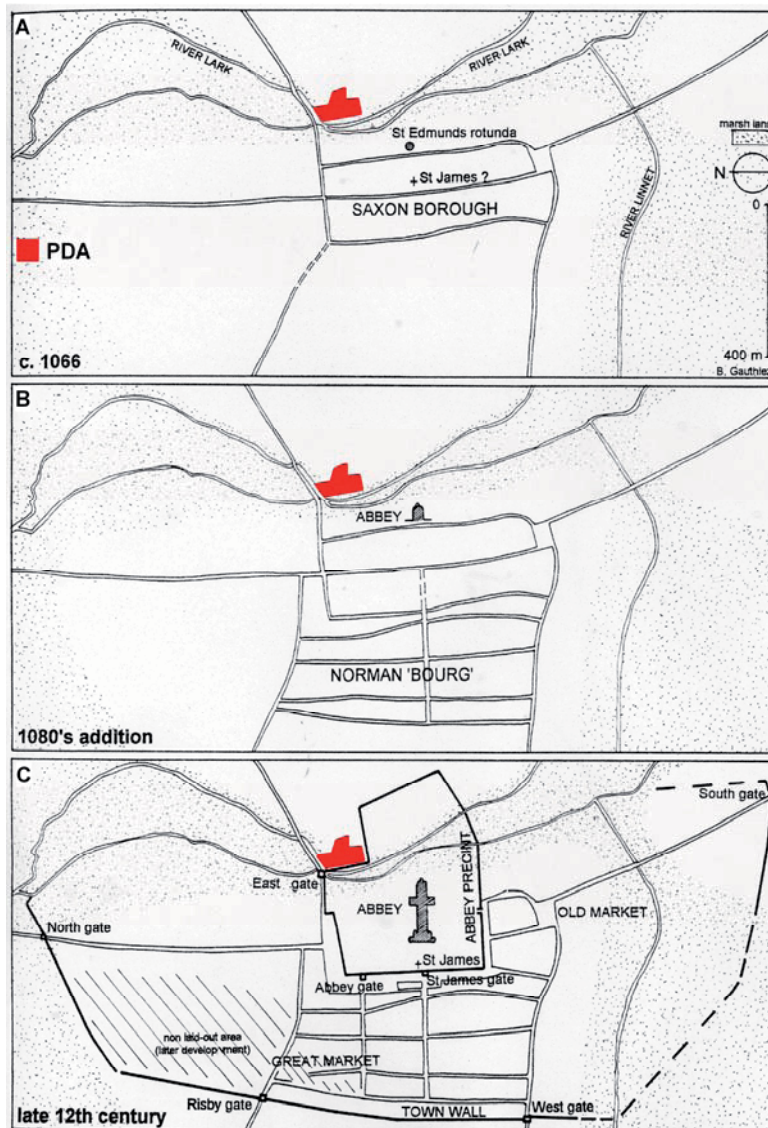 A
RIVER LARK
RIVER LARK
St Edmunds rotunda
marsh land
St James ?
N
SAXON BOROUGH
RIVER LINNET
0
PDA
c. 1066
400 m
B. Gauthiez
B
ABBEY
NORMAN 'BOURG'
1080's addition
C
South gate
East gate
ABBEY
ABBEY PRECINT
OLD MARKET
North gate
St James
Abbey gate
St James gate
non laid-out area
(later development)
GREAT MARKET
Risby gate
TOWN WALL
West gate
late 12th century